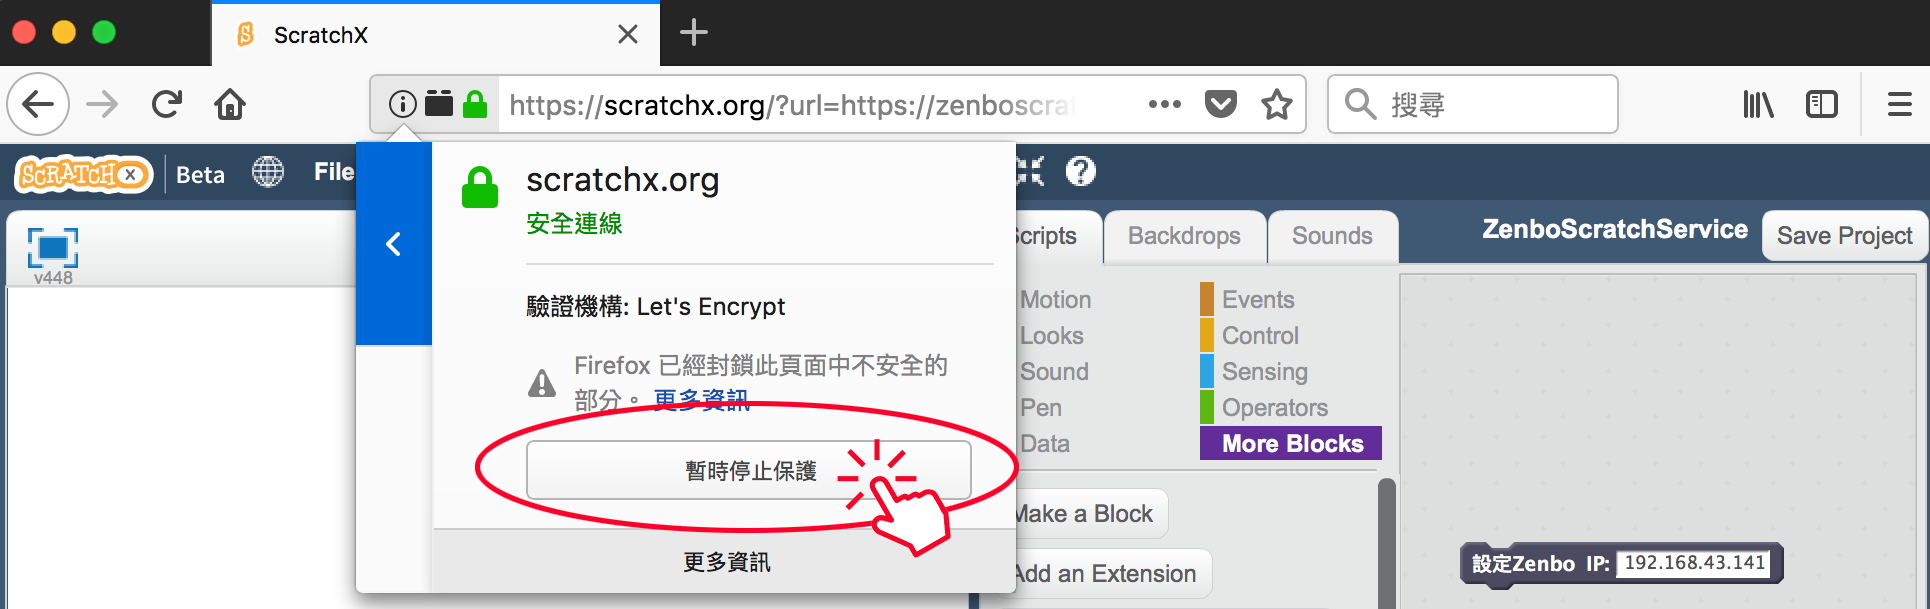 ScratchX
https://scratchx.org/?url=https://zenboscrat
搜尋
SCRATCH X
Beta
File
v448
scratchx.org
安全連線
驗證機構: Let's Encrypt
Firefox 已經封鎖此頁面中不安全的
部分。 更多資訊
暫時停止保護
更多資訊
Scripts
Backdrops
Sounds
ZenboScratchService
Save Project
Motion
Looks
Sound
Pen
Data
Events
Control
Sensing
Operators
More Blocks
Make a Block
Add an Extension
設定Zenbo IP: 192.168.43.141